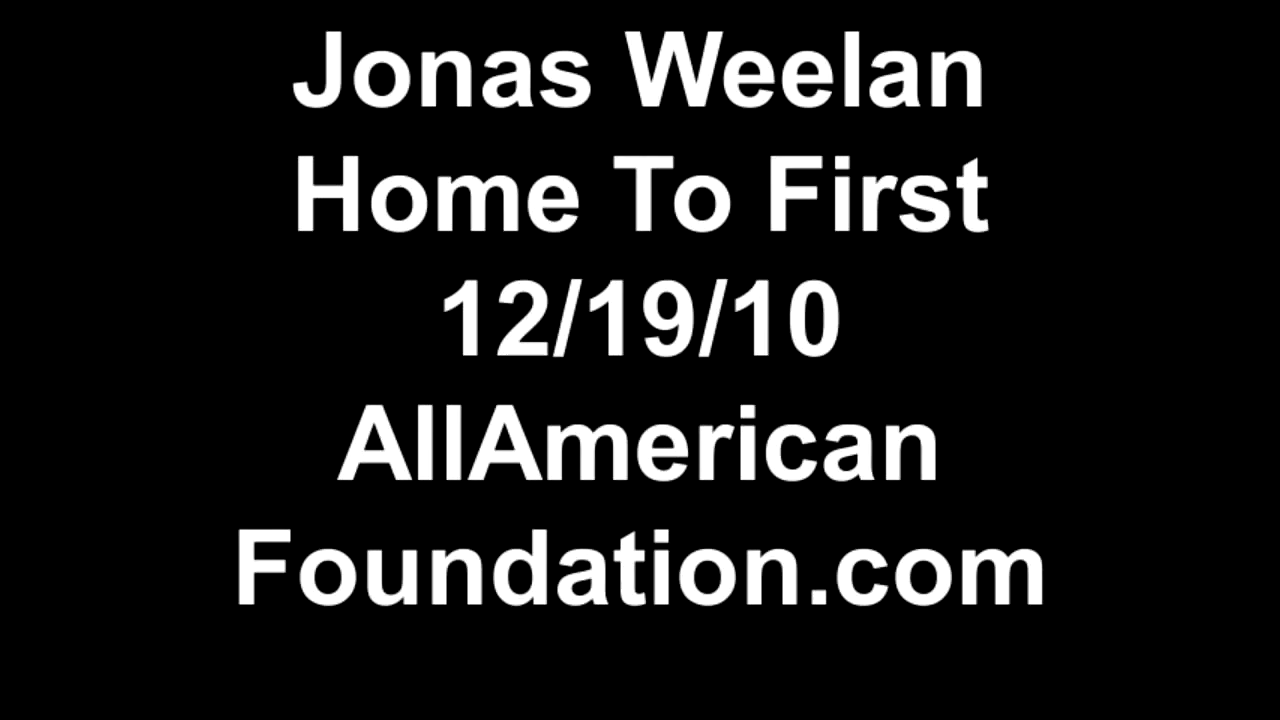 Jonas Weelan
Home To First
12/19/10
AllAmerican
Foundation.com